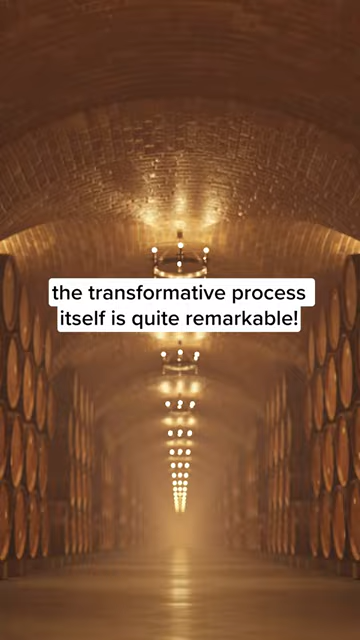 the transformative process
itself is quite remarkable!